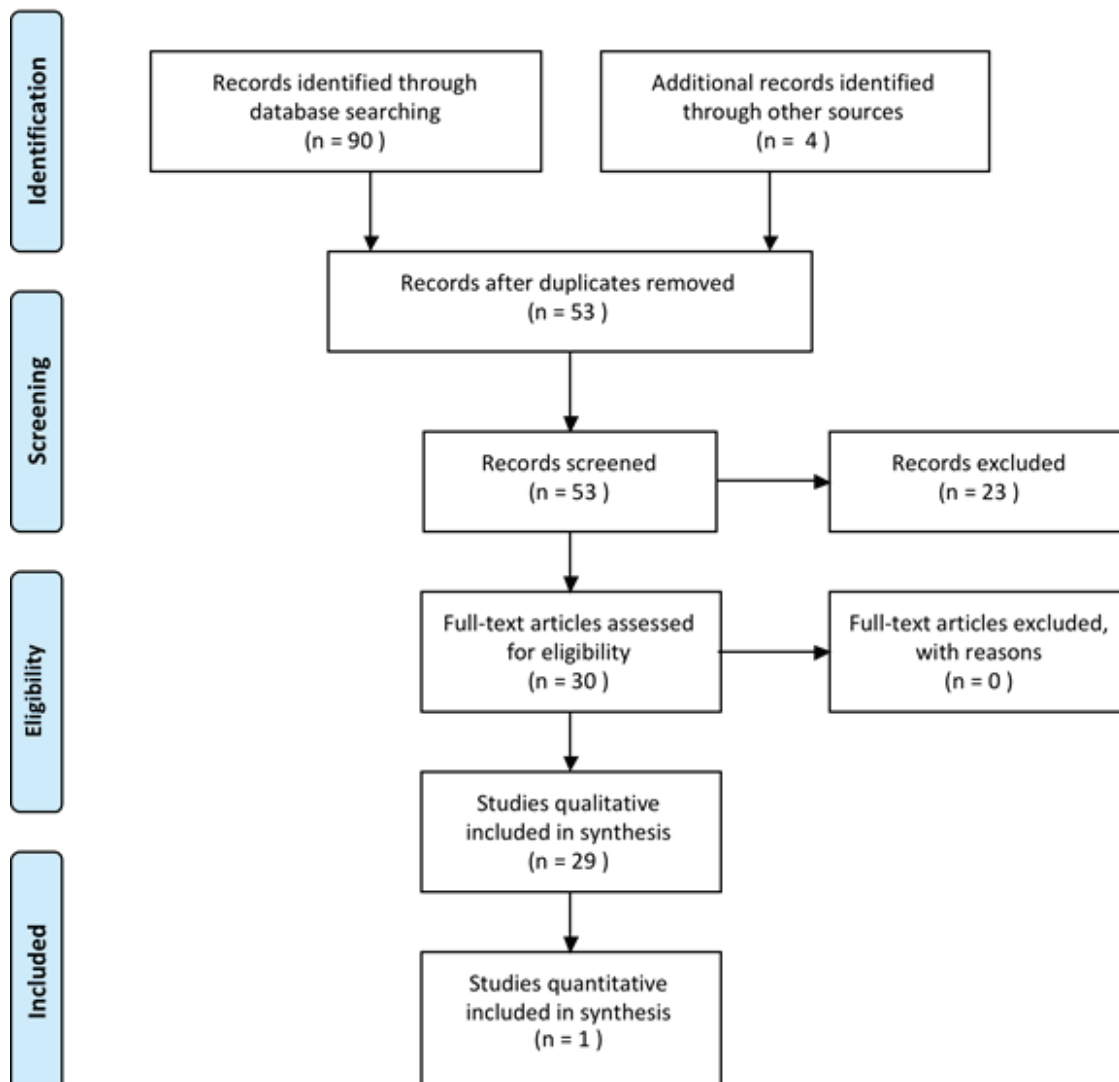 Identification
Records identified through
database searching
(n = 90 )
Additional records identified
through other sources
(n = 4 )
Records after duplicates removed
(n = 53 )
Screening
Records screened
(n = 53 )
Records excluded
(n = 23 )
Eligibility
Full-text articles assessed
for eligibility
(n = 30 )
Full-text articles excluded,
with reasons
(n = 0 )
Studies qualitative
included in synthesis
(n = 29 )
Included
Studies quantitative
included in synthesis
(n = 1 )